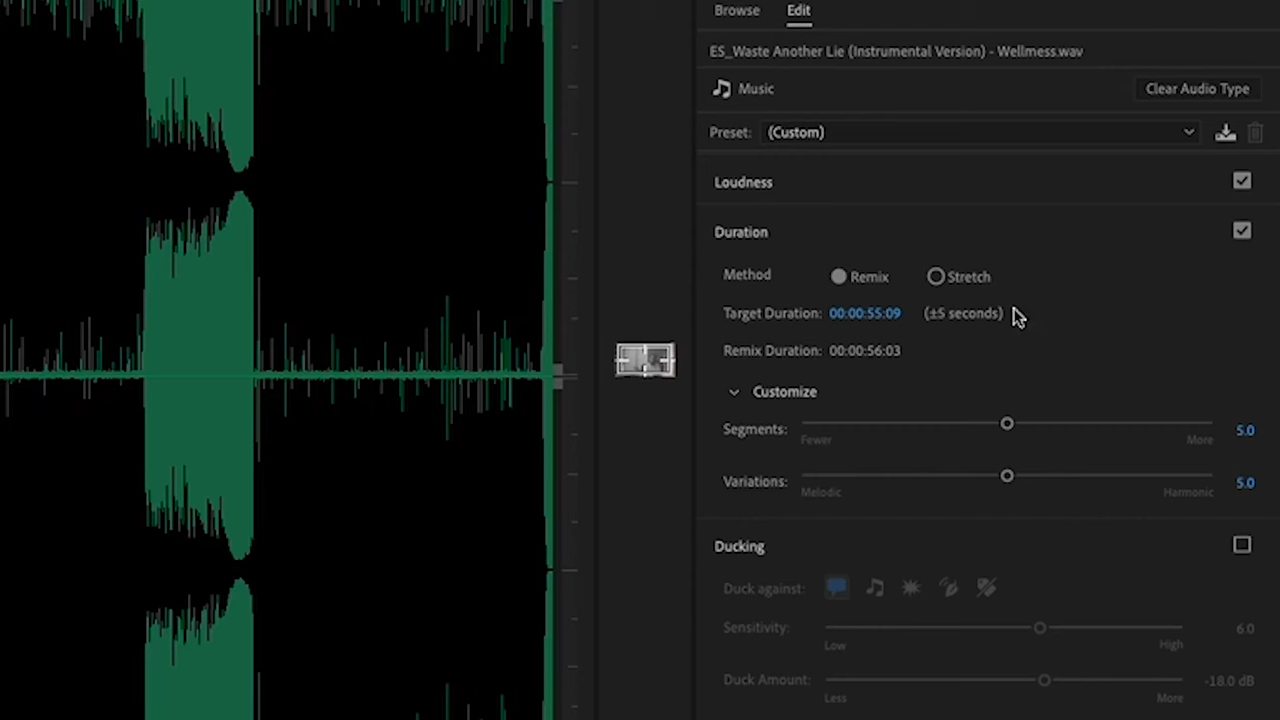 Browse Edit
ES_Waste Another Lie (Instrumental Version) - Wellmess.wav
Music Clear Audio Type
Preset: (Custom)
Loudness
Duration
Method Remix Stretch
Target Duration: 00:00:55:09 (±5 seconds)
Remix Duration: 00:00:56:03
Customize
Segments: 5.0
Fewer More
Variations: 5.0
Melodic Harmonic
Ducking
Duck against:
Sensitivity: 6.0
Low High
Duck Amount: -18.0 dB
Less More